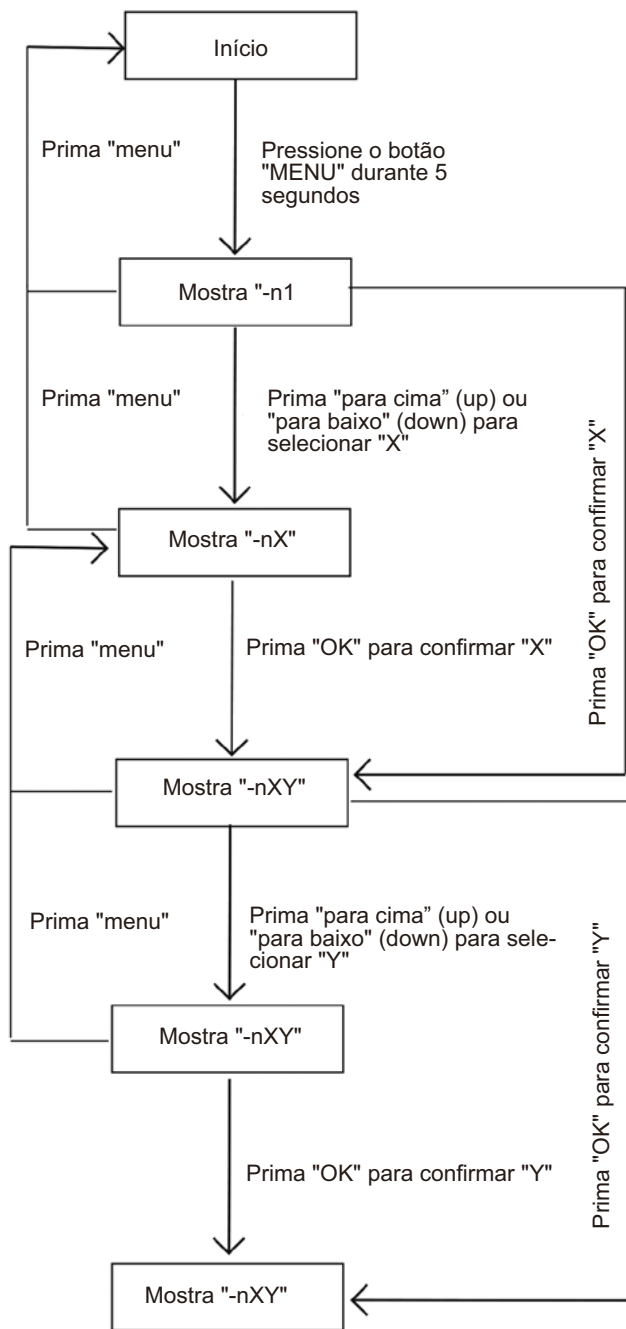 Início
Prima "menu"
Pressione o botão
"MENU" durante 5
segundos
Mostra "-n1
Prima "menu"
Prima "para cima” (up) ou
"para baixo" (down) para
selecionar "X"
Prima "OK" para confirmar "X"
Mostra "-nX"
Prima "menu"
Prima "OK" para confirmar "X"
Mostra "-nXY"
Prima "menu"
Prima "para cima” (up) ou
"para baixo" (down) para sele-
cionar "Y"
Prima "OK" para confirmar "Y"
Mostra "-nXY"
Prima "OK" para confirmar "Y"
Mostra "-nXY"